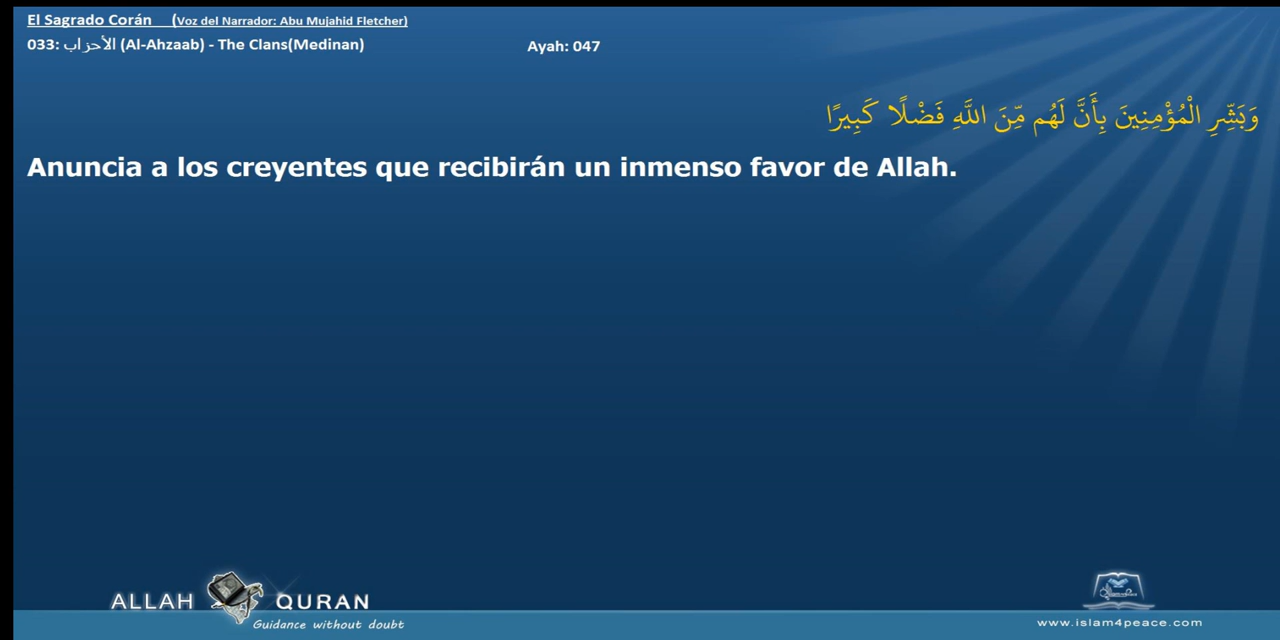 El Sagrado Corán (Voz del Narrador: Abu Mujahid Fletcher)
033: الأحزاب (Al-Ahzaab) - The Clans(Medinan) Ayah: 047
وَبَشِّرِ الْمُؤْمِنِينَ بِأَنَّ لَهُم مِّنَ اللَّهِ فَضْلًا كَبِيرًا
Anuncia a los creyentes que recibirán un inmenso favor de Allah.
ALLAH QURAN
Guidance without doubt
www.islam4peace.com